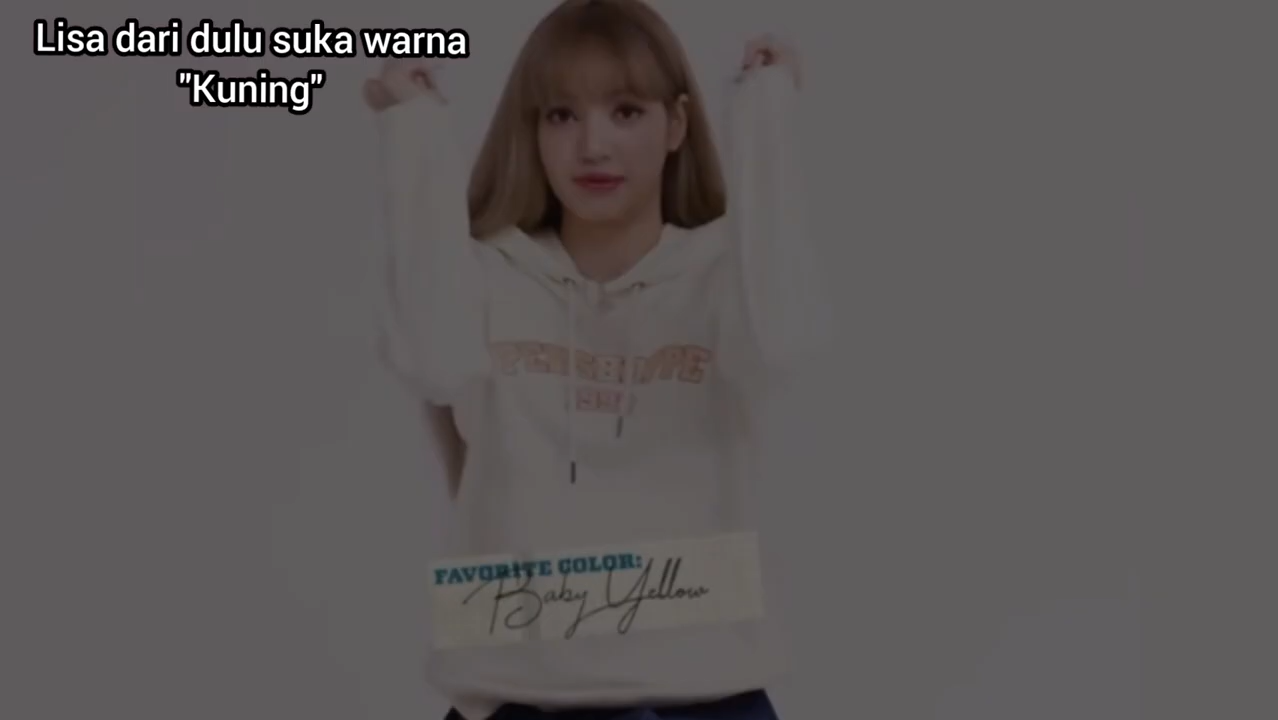 Lisa dari dulu suka warna
"Kuning"
FAVORITE COLOR:
Baby Yellow